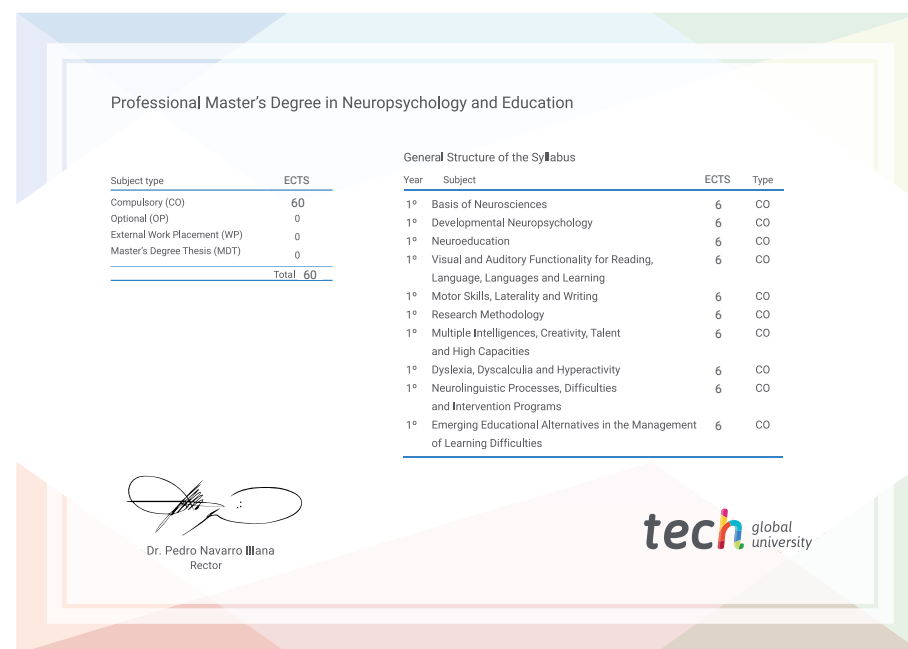 Professional Master's Degree in Neuropsychology and Education
General Structure of the Syllabus
Subject type ECTS
Compulsory (CO) 60
Optional (OP) 0
External Work Placement (WP) 0
Master's Degree Thesis (MDT) 0
Total 60
Year Subject ECTS Type
1º Basis of Neurosciences 6 CO
1º Developmental Neuropsychology 6 CO
1º Neuroeducation 6 CO
1º Visual and Auditory Functionality for Reading, 6 CO
Language, Languages and Learning
1º Motor Skills, Laterality and Writing 6 CO
1º Research Methodology 6 CO
1º Multiple Intelligences, Creativity, Talent 6 CO
and High Capacities
1º Dyslexia, Dyscalculia and Hyperactivity 6 CO
1º Neurolinguistic Processes, Difficulties 6 CO
and Intervention Programs
1º Emerging Educational Alternatives in the Management 6 CO
of Learning Difficulties
Dr. Pedro Navarro Illana
Rector
tech global
university